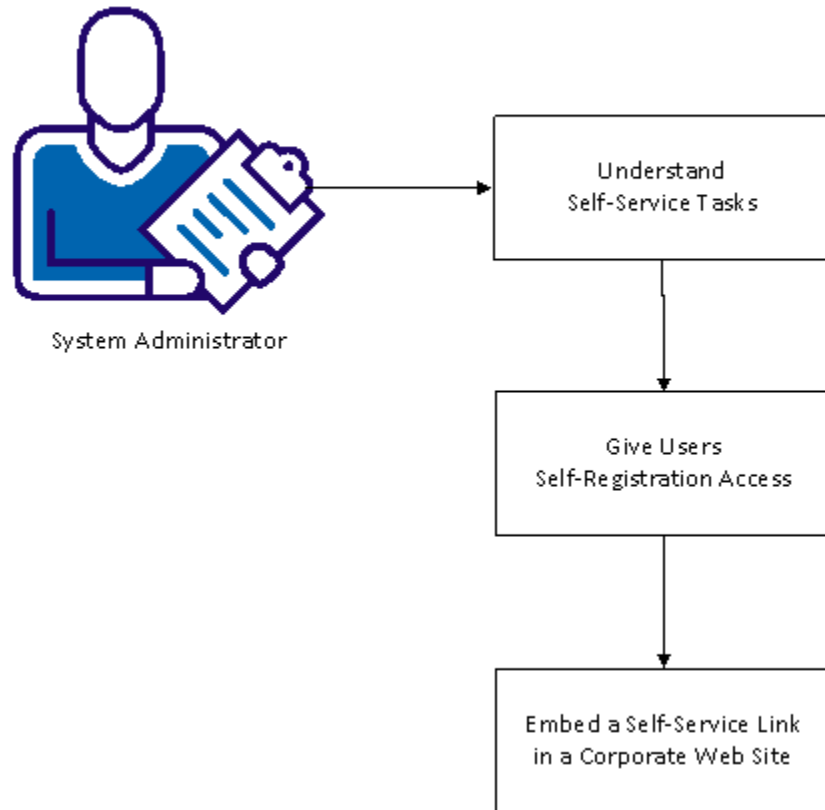 Understand
Self-Service Tasks
System Administrator
Give Users
Self-Registration Access
Embed a Self-Service Link
in a Corporate Web Site